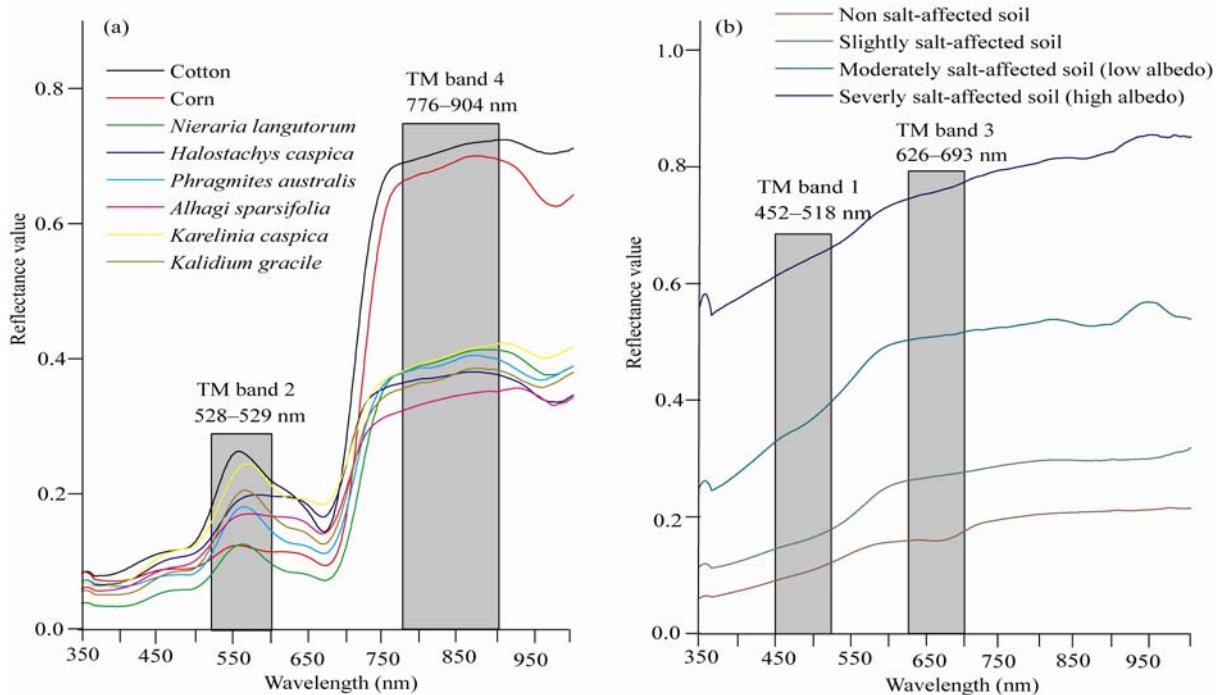 (a)
Cotton
Corn
Nieraria langutorum
Halostachys caspica
Phragmites australis
Alhagi sparsifolia
Karelinia caspica
Kalidium gracile
TM band 4
776–904 nm
TM band 2
528–529 nm
Reflectance value
0.8
0.6
0.4
0.2
0.0
350 450 550 650 750 850 950
Wavelength (nm)
(b)
Non salt-affected soil
Slightly salt-affected soil
Moderately salt-affected soil (low albedo)
Severly salt-affected soil (high albedo)
TM band 3
626–693 nm
TM band 1
452–518 nm
Reflectance value
1.0
0.8
0.6
0.4
0.2
0.0
350 450 550 650 750 850 950
Wavelength (nm)